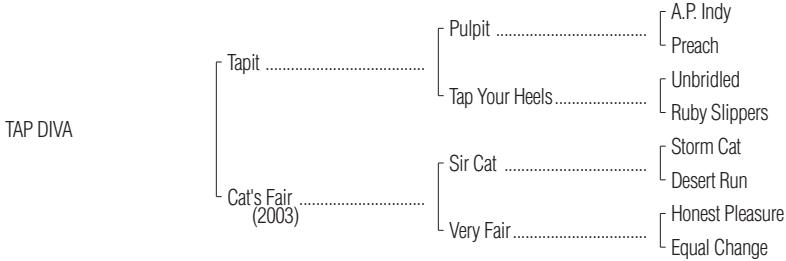 A.P. Indy
Pulpit ....................................
Preach
Tapit ......................................
Unbridled
Tap Your Heels......................
Ruby Slippers
TAP DIVA
Storm Cat
Sir Cat ..................................
Desert Run
Cat's Fair ..............................
(2003)
Honest Pleasure
Very Fair................................
Equal Change